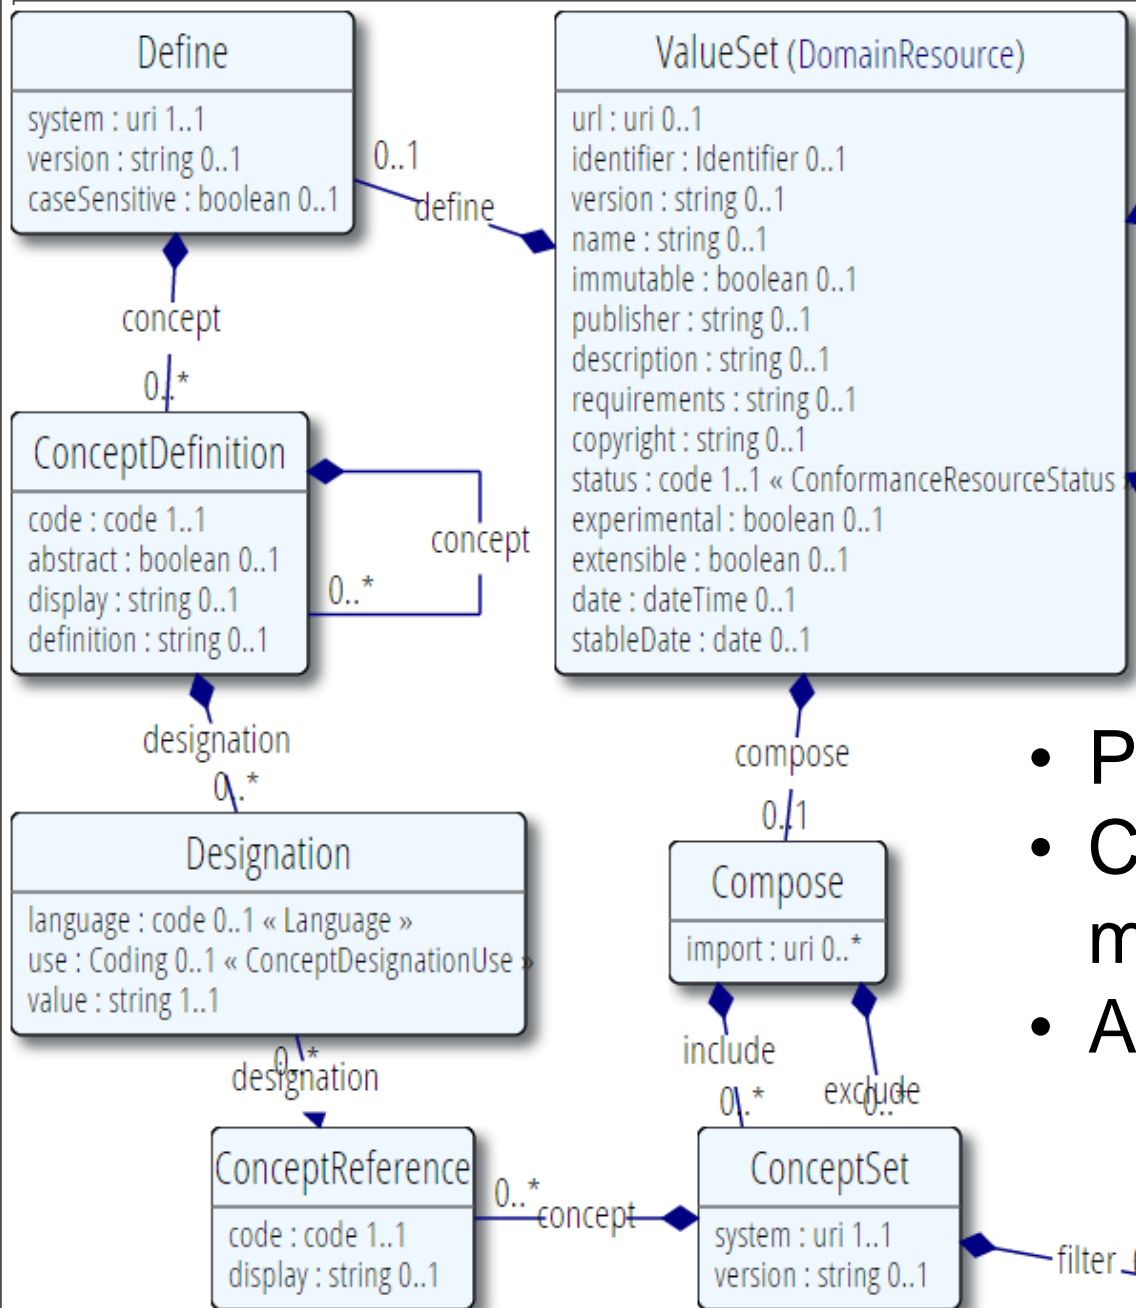 Define
system : uri 1..1
version : string 0..1
caseSensitive : boolean 0..1
0..1
define
ValueSet (DomainResource)
url : uri 0..1
identifier : Identifier 0..1
version : string 0..1
name : string 0..1
immutable : boolean 0..1
publisher : string 0..1
description : string 0..1
requirements : string 0..1
copyright : string 0..1
status : code 1..1 « ConformanceResourceStatus »
experimental : boolean 0..1
extensible : boolean 0..1
date : dateTime 0..1
stableDate : date 0..1
concept
0..*
ConceptDefinition
code : code 1..1
abstract : boolean 0..1
display : string 0..1
definition : string 0..1
concept
0..*
designation
0..*
Designation
language : code 0..1 « Language »
use : Coding 0..1 « ConceptDesignationUse »
value : string 1..1
0..*
designation
ConceptReference
code : code 1..1
display : string 0..1
compose
0..1
Compose
import : uri 0..*
include
0..*
exclude
0..*
ConceptSet
system : uri 1..1
version : string 0..1
0..*
concept
filter
• P
• C
m
• A